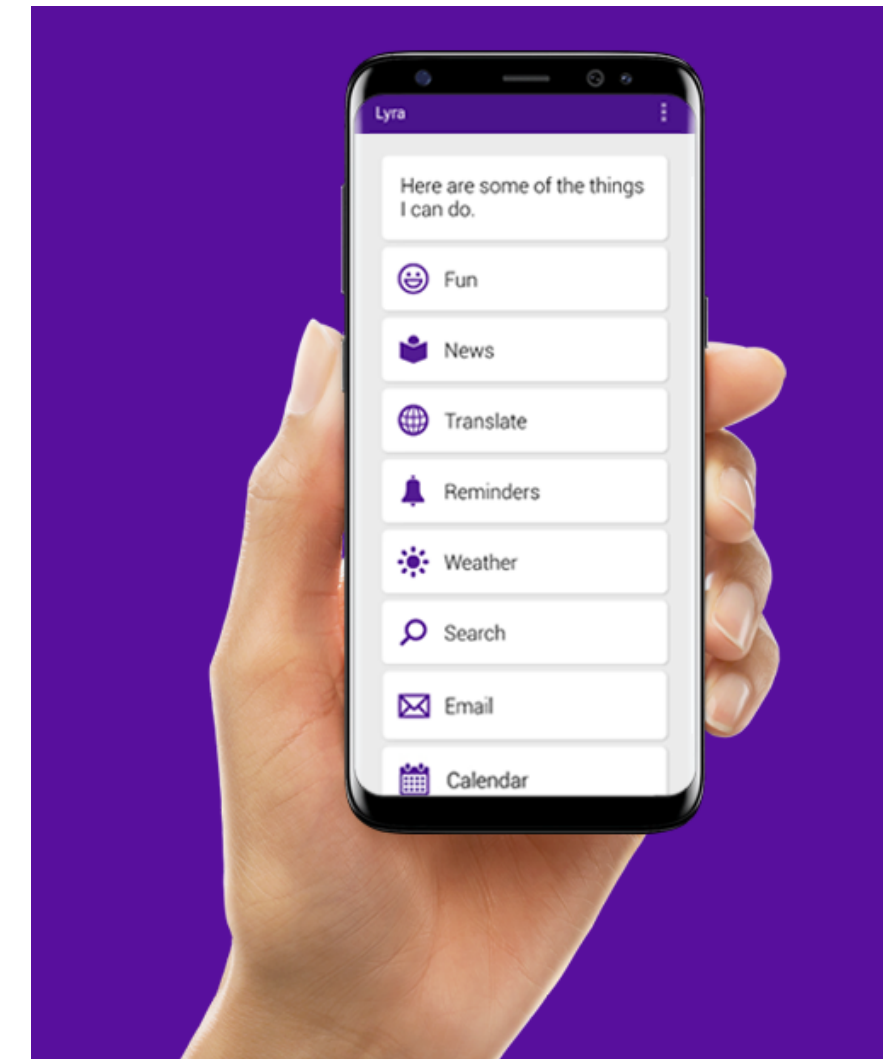 Lyra
Here are some of the things
I can do.
Fun
News
Translate
Reminders
Weather
Search
Email
Calendar